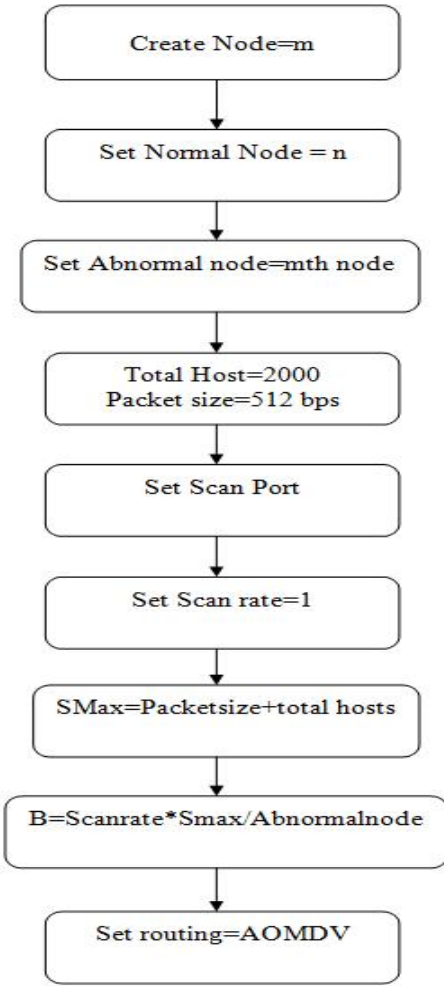 Create Node=m
Set Normal Node = n
Set Abnormal node=mth node
Total Host=2000
Packet size=512 bps
Set Scan Port
Set Scan rate=1
SMax=Packetsize+total hosts
B=Scanrate*Smax/Abnormalnode
Set routing=AOMDV